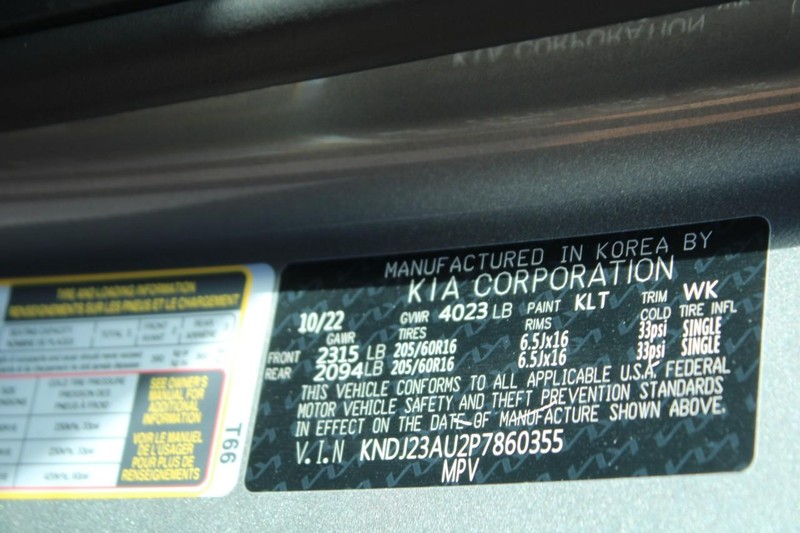 MANUFACTURED IN KOREA BY
KIA CORPORATION
10/22 GVWR 4023 LB PAINT KLT TRIM WK
GAWR TIRES RIMS COLD TIRE INFL
FRONT 2315 LB 205/60R16 6.5Jx16 33psi SINGLE
REAR 2094 LB 205/60R16 6.5Jx16 33psi SINGLE
THIS VEHICLE CONFORMS TO ALL APPLICABLE U.S.A. FEDERAL
MOTOR VEHICLE SAFETY AND THEFT PREVENTION STANDARDS
IN EFFECT ON THE DATE OF MANUFACTURE SHOWN ABOVE.
V.I.N KNDJ23AU2P7860355
MPV
TIRE AND LOADING INFORMATION
RENSEIGNEMENTS SUR LES PNEUS ET LE CHARGEMENT
COLD TIRE PRESSURE
SEE OWNER'S
MANUAL FOR
ADDITIONAL
INFORMATION
VOIR LE MANUEL
DE L'USAGER
POUR PLUS DE
RENSEIGNEMENTS
T66